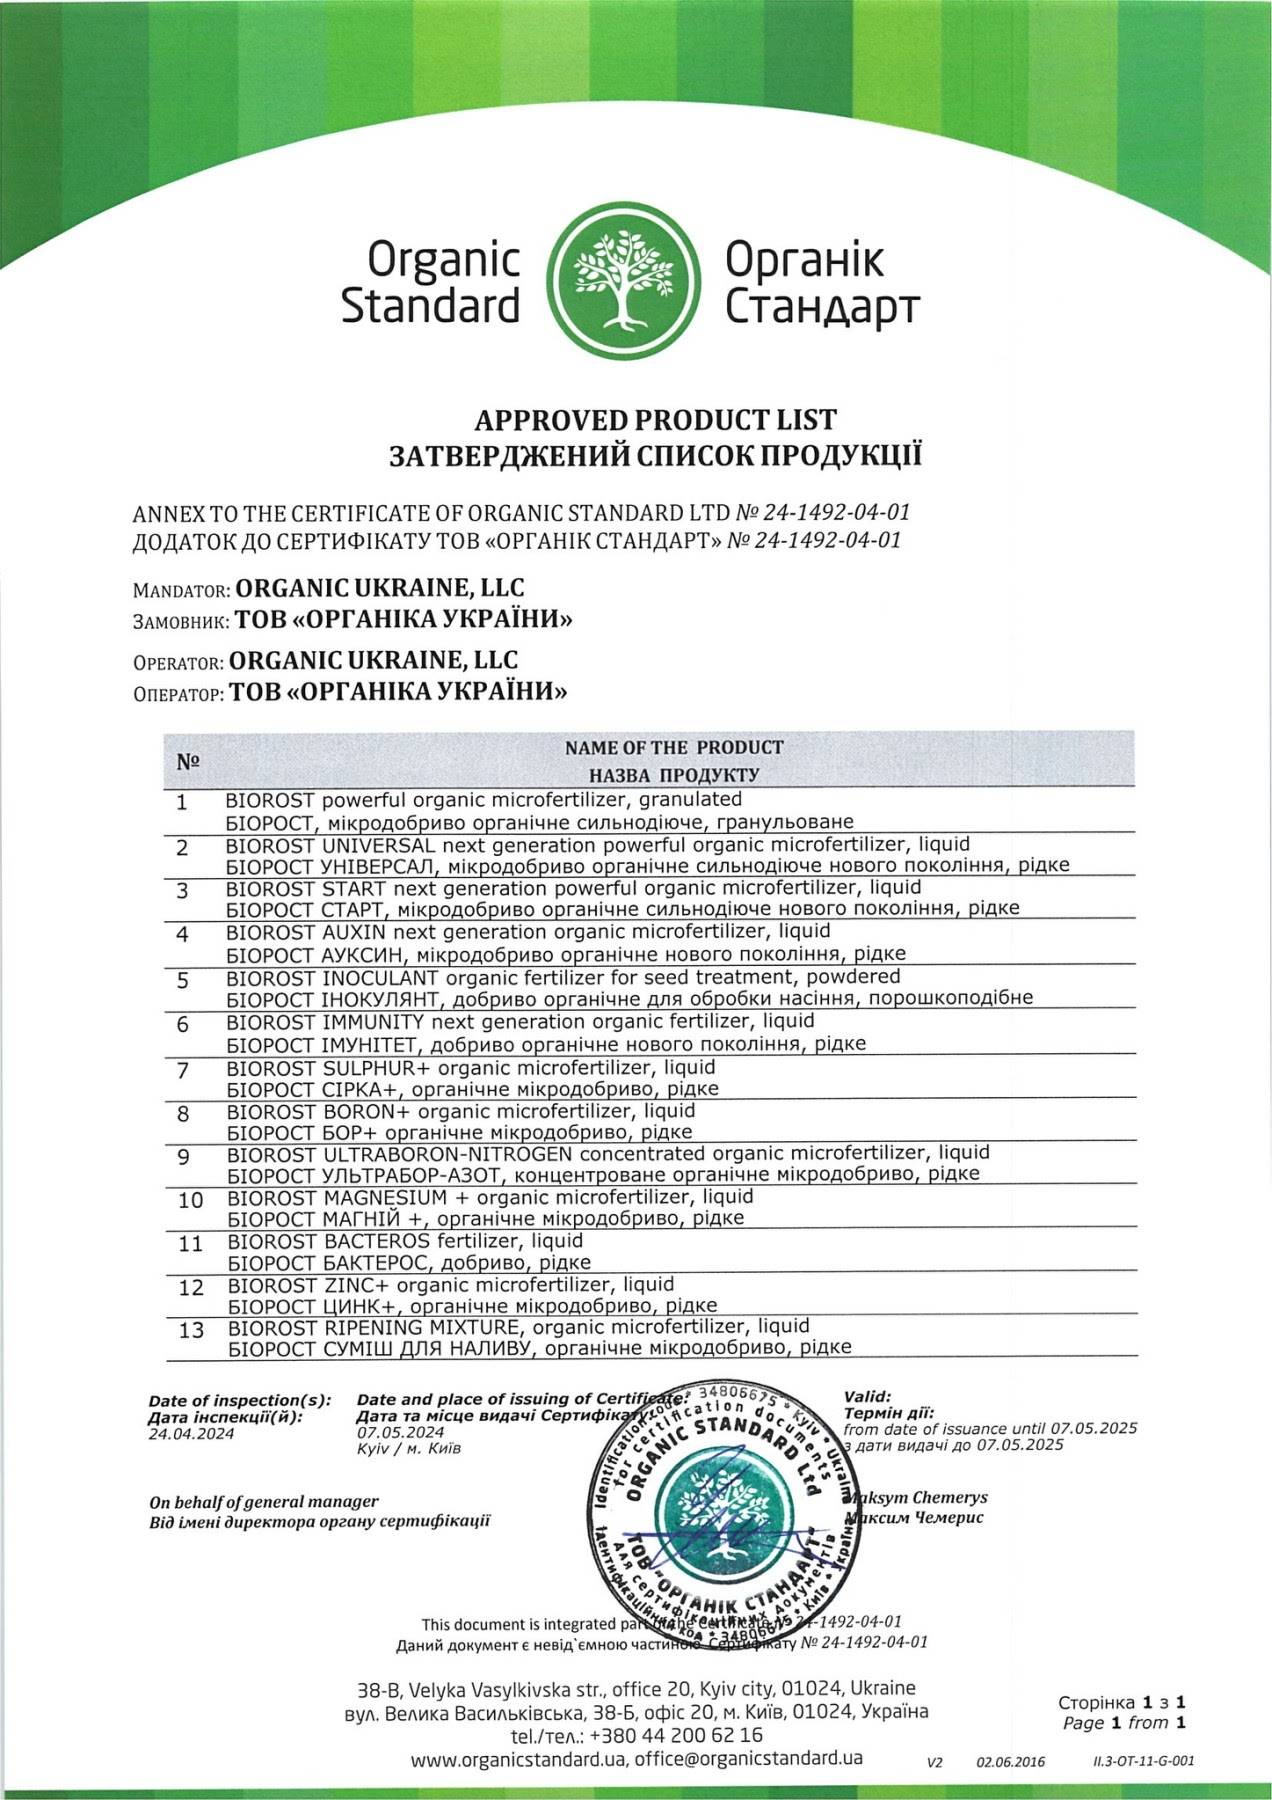 Organic
Standard
Органік
Стандарт
APPROVED PRODUCT LIST
ЗАТВЕРДЖЕНИЙ СПИСОК ПРОДУКЦІЇ
ANNEX TO THE CERTIFICATE OF ORGANIC STANDARD LTD № 24-1492-04-01
ДОДАТОК ДО СЕРТИФІКАТУ ТОВ «ОРГАНІК СТАНДАРТ» № 24-1492-04-01
MANDATOR: ORGANIC UKRAINE, LLC
ЗАМОВНИК: ТОВ «ОРГАНІКА УКРАЇНИ»
OPERATOR: ORGANIC UKRAINE, LLC
ОПЕРАТОР: ТОВ «ОРГАНІКА УКРАЇНИ»
№ NAME OF THE PRODUCT
НАЗВА ПРОДУКТУ
1 BIOROST powerful organic microfertilizer, granulated
БІОРОСТ, мікродобриво органічне сильнодіюче, гранульоване
2 BIOROST UNIVERSAL next generation powerful organic microfertilizer, liquid
БІОРОСТ УНІВЕРСАЛ, мікродобриво органічне сильнодіюче нового покоління, рідке
3 BIOROST START next generation powerful organic microfertilizer, liquid
БІОРОСТ СТАРТ, мікродобриво органічне сильнодіюче нового покоління, рідке
4 BIOROST AUXIN next generation organic microfertilizer, liquid
БІОРОСТ АУКСИН, мікродобриво органічне нового покоління, рідке
5 BIOROST INOCULANT organic fertilizer for seed treatment, powdered
БІОРОСТ ІНОКУЛЯНТ, добриво органічне для обробки насіння, порошкоподібне
6 BIOROST IMMUNITY next generation organic fertilizer, liquid
БІОРОСТ ІМУНІТЕТ, добриво органічне нового покоління, рідке
7 BIOROST SULPHUR+ organic microfertilizer, liquid
БІОРОСТ СІРКА+, органічне мікродобриво, рідке
8 BIOROST BORON+ organic microfertilizer, liquid
БІОРОСТ БОР+ органічне мікродобриво, рідке
9 BIOROST ULTRABORON-NITROGEN concentrated organic microfertilizer, liquid
БІОРОСТ УЛЬТРАБОР-АЗОТ, концентроване органічне мікродобриво, рідке
10 BIOROST MAGNESIUM + organic microfertilizer, liquid
БІОРОСТ МАГНІЙ +, органічне мікродобриво, рідке
11 BIOROST BACTEROS fertilizer, liquid
БІОРОСТ БАКТЕРОС, добриво, рідке
12 BIOROST ZINC+ organic microfertilizer, liquid
БІОРОСТ ЦИНК+, органічне мікродобриво, рідке
13 BIOROST RIPENING MIXTURE, organic microfertilizer, liquid
БІОРОСТ СУМІШ ДЛЯ НАЛИВУ, органічне мікродобриво, рідке
Date of inspection(s):
Дата інспекції(й):
24.04.2024
Date and place of issuing of Certificate:
Дата та місце видачі Сертифікату:
07.05.2024
Kyiv / м. Київ
Valid:
Термін дії:
from date of issuance until 07.05.2025
з дати видачі до 07.05.2025
Identification code * 34806675 * Kyiv * Ukraine
for certification documents
ORGANIC STANDARD Ltd
ТОВ "ОРГАНІК СТАНДАРТ"
для сертифікаційних документів
Ідентифікаційний код * 34806675 * Київ * Україна
On behalf of general manager
Від імені директора органу сертифікації
Maksym Chemerys
Максим Чемерис
This document is integrated part of the Certificate № 24-1492-04-01
Даний документ є невід`ємною частиною Сертифікату № 24-1492-04-01
38-B, Velyka Vasylkivska str., office 20, Kyiv city, 01024, Ukraine
вул. Велика Васильківська, 38-Б, офіс 20, м. Київ, 01024, Україна
tel./тел.: +380 44 200 62 16
www.organicstandard.ua, office@organicstandard.ua
Сторінка 1 з 1
Page 1 from 1
V2 02.06.2016 II.3-OT-11-G-001